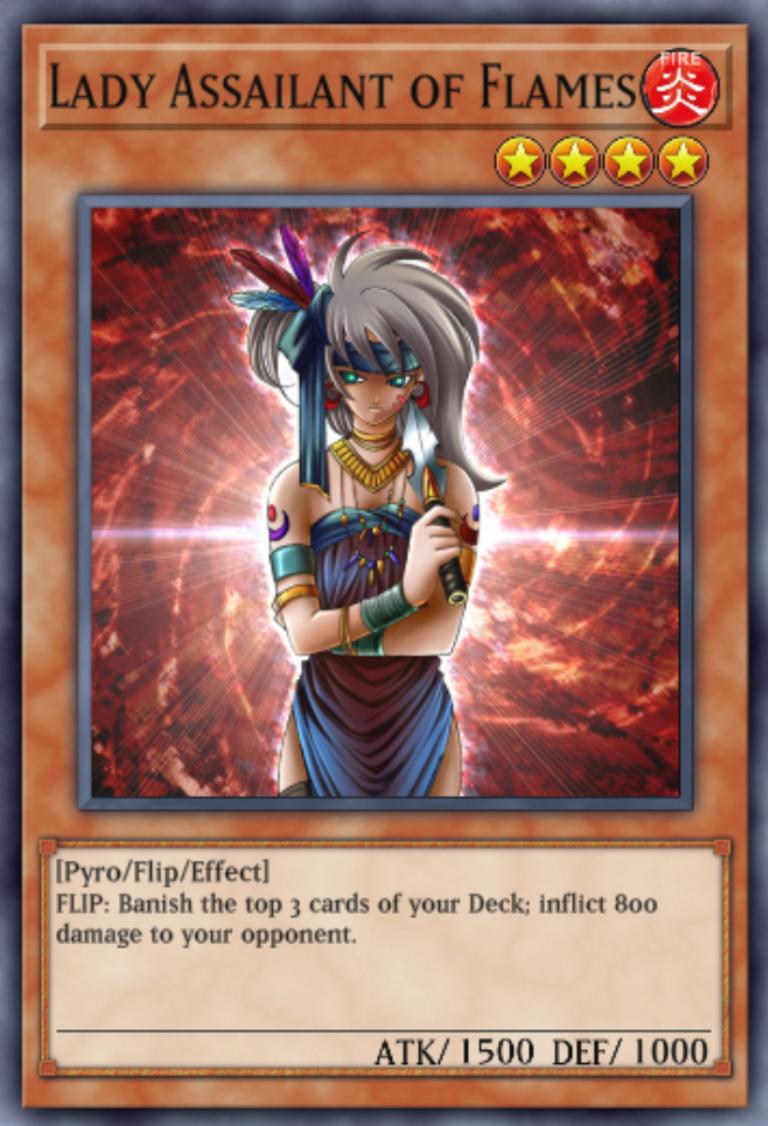 LADY ASSAILANT OF FLAMES
FIRE
炎
[Pyro/Flip/Effect]
FLIP: Banish the top 3 cards of your Deck; inflict 800
damage to your opponent.
ATK/ 1500 DEF/ 1000